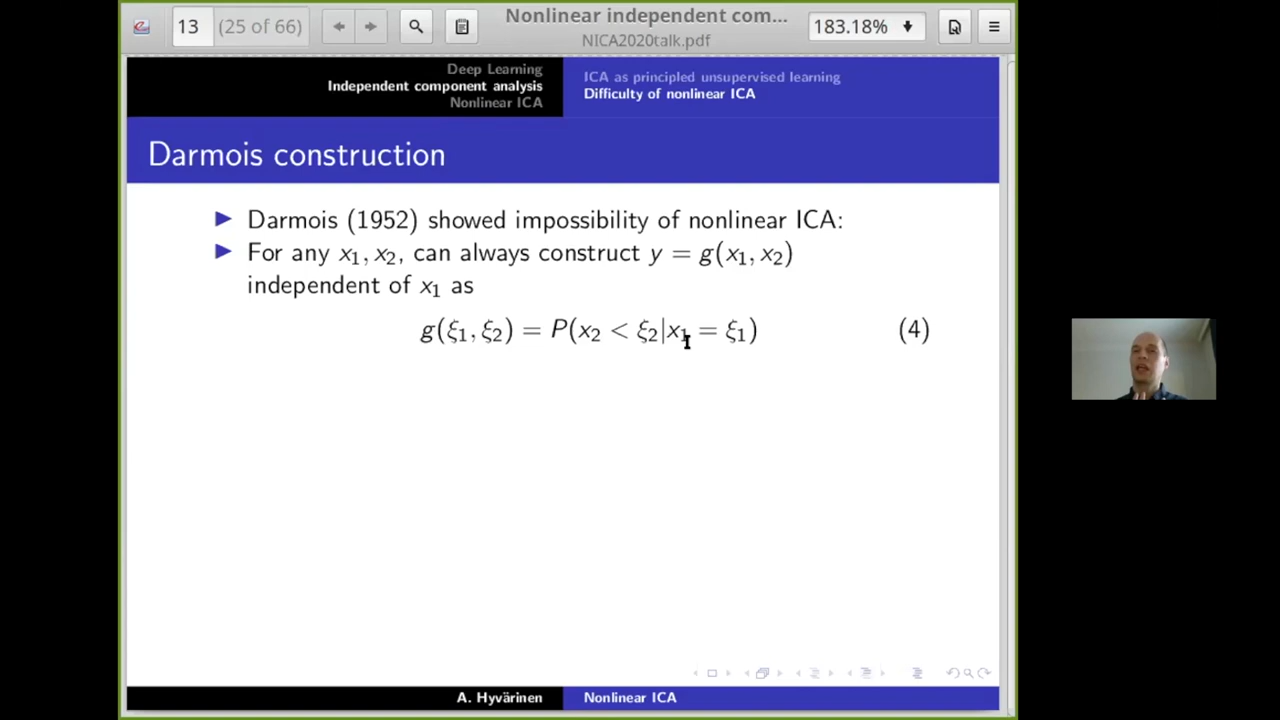 13 (25 of 66) Nonlinear independent com... 183.18%
NICA2020talk.pdf
Deep Learning
Independent component analysis
Nonlinear ICA
ICA as principled unsupervised learning
Difficulty of nonlinear ICA
Darmois construction
Darmois (1952) showed impossibility of nonlinear ICA:
For any x₁, x₂, can always construct y = g(x₁, x₂)
independent of x₁ as
g(ξ₁, ξ₂) = P(x₂ < ξ₂|x₁ = ξ₁) (4)
A. Hyvärinen Nonlinear ICA